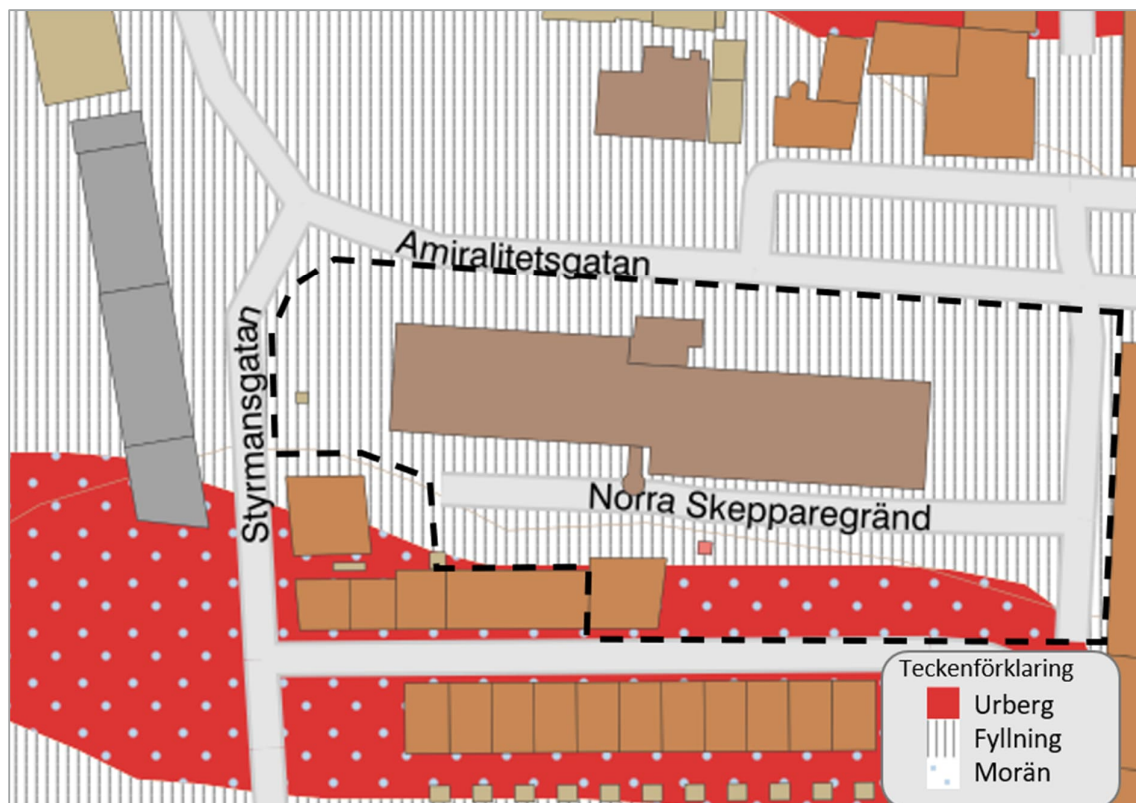 Amiralitetsgatan
Styrmansgatan
Norra Skepparegränd
Teckenförklaring
Urberg
Fyllning
Morän